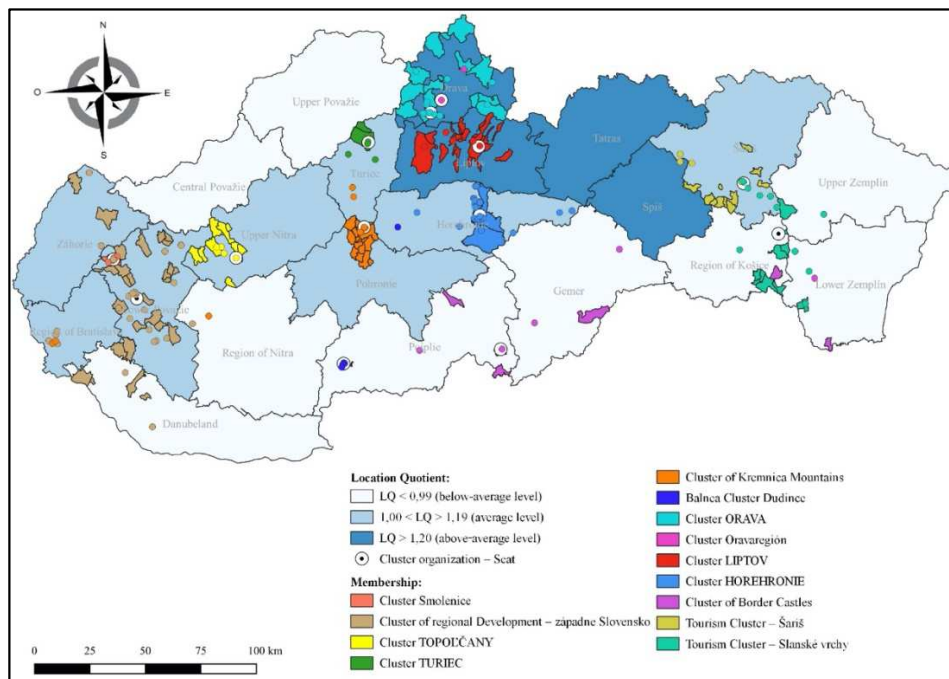 N
O
E
S
Upper Považie
Orava
Tatras
Liptov
Turiec
Central Považie
Upper Zemplín
Spiš
Upper Nitra
Záhorie
Pohronie
Region of Košice
Gemer
Lower Zemplín
Region of Bratislava
Region of Nitra
Poiplie
Danubeland
Location Quotient:
LQ < 0,99 (below-average level)
1,00 < LQ > 1,19 (average level)
LQ > 1,20 (above-average level)
Cluster organization – Seat
Membership:
Cluster Smolenice
Cluster of regional Development – západne Slovensko
Cluster TOPOĽČANY
Cluster TURIEC
Cluster of Kremnica Mountains
Balnea Cluster Dudince
Cluster ORAVA
Cluster Oravaregión
Cluster LIPTOV
Cluster HOREHRONIE
Cluster of Border Castles
Tourism Cluster – Šariš
Tourism Cluster – Slanské vrchy
0 25 50 75 100 km